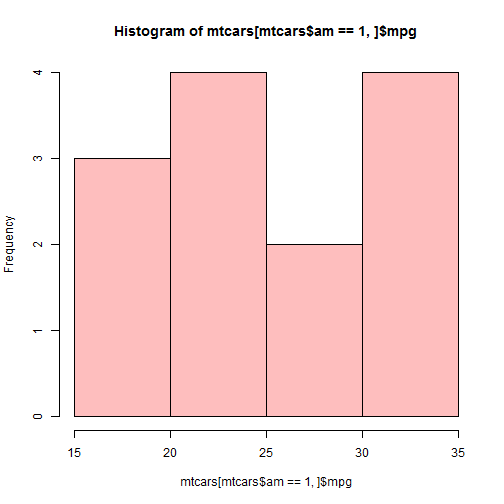 Histogram of mtcars[mtcars$am == 1, ]$mpg
Frequency
4
3
2
1
0
15 20 25 30 35
mtcars[mtcars$am == 1, ]$mpg